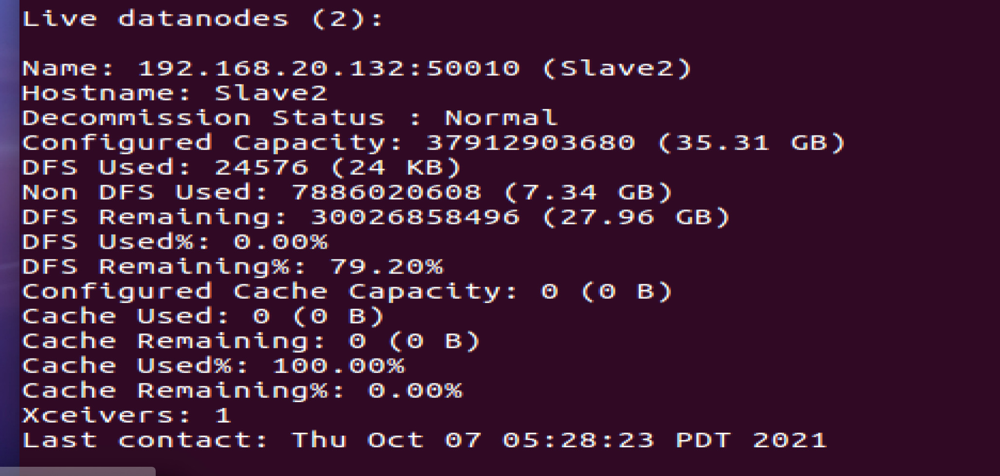 Live datanodes (2):
Name: 192.168.20.132:50010 (Slave2)
Hostname: Slave2
Decommission Status : Normal
Configured Capacity: 37912903680 (35.31 GB)
DFS Used: 24576 (24 KB)
Non DFS Used: 7886020608 (7.34 GB)
DFS Remaining: 30026858496 (27.96 GB)
DFS Used%: 0.00%
DFS Remaining%: 79.20%
Configured Cache Capacity: 0 (0 B)
Cache Used: 0 (0 B)
Cache Remaining: 0 (0 B)
Cache Used%: 100.00%
Cache Remaining%: 0.00%
Xceivers: 1
Last contact: Thu Oct 07 05:28:23 PDT 2021